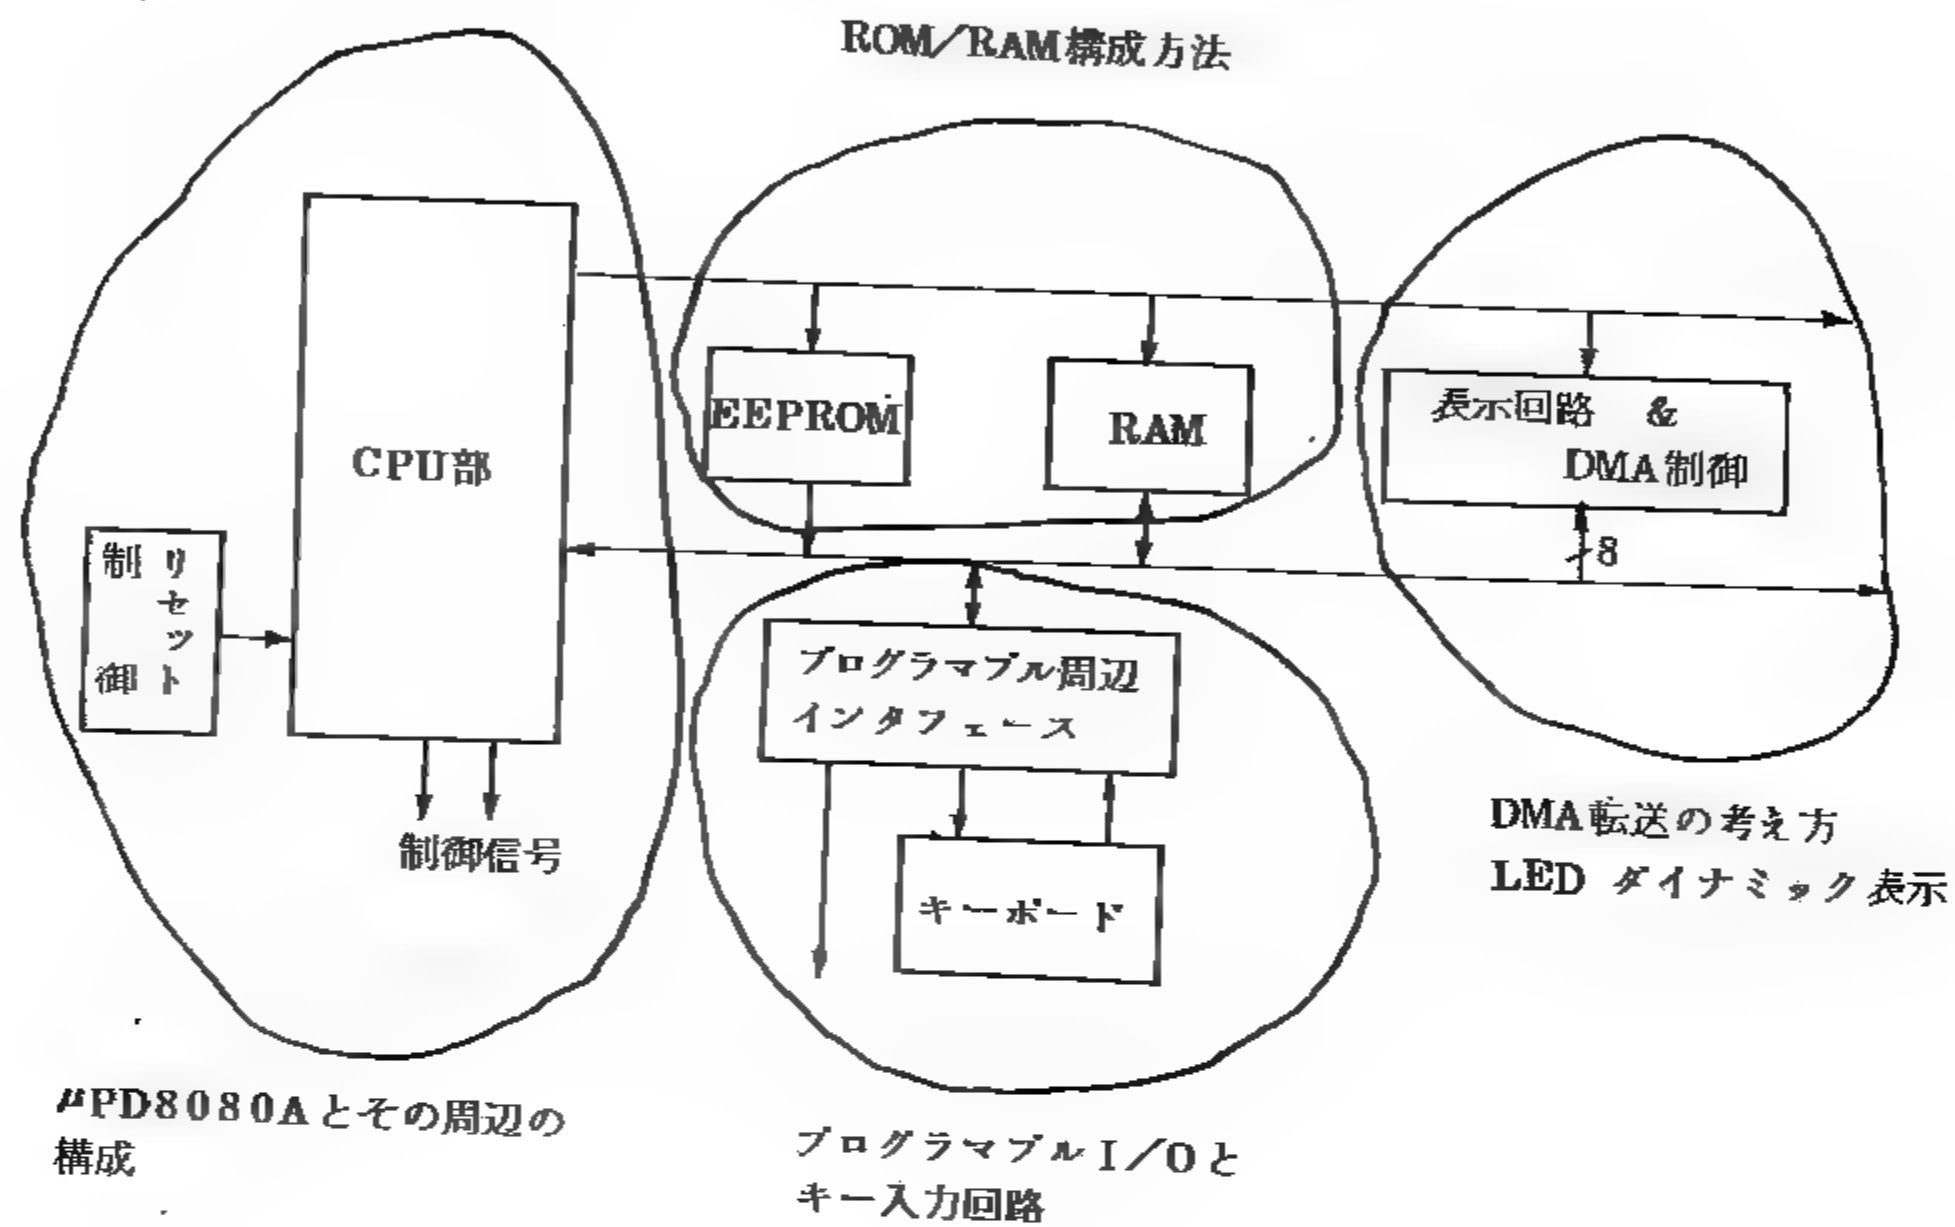 ROM/RAM構成方法
EEPROM
RAM
表示回路 &
DMA制御
CPU部
リセット
制御
8
プログラマブル周辺
インタフェース
制御信号
キーボード
DMA転送の考え方
LED ダイナミック表示
μPD8080Aとその周辺の
構成
プログラマブルI/Oと
キー入力回路